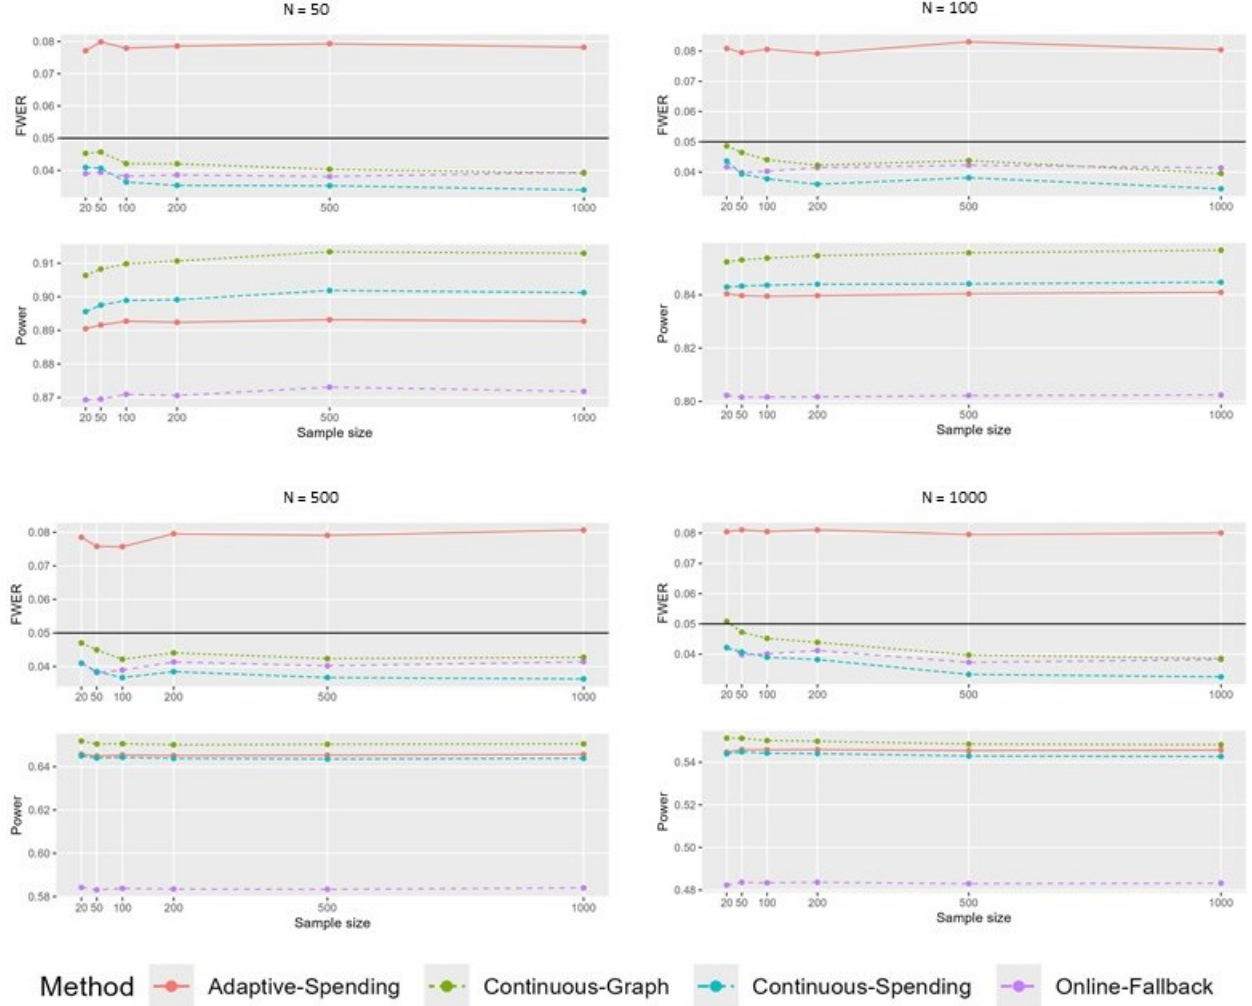 N = 50
FWER
0.08
0.07
0.06
0.05
0.04
20 50 100 200 500 1000
Power
0.91
0.90
0.89
0.88
0.87
20 50 100 200 500 1000
Sample size
N = 100
FWER
0.08
0.07
0.06
0.05
0.04
20 50 100 200 500 1000
Power
0.84
0.82
0.80
20 50 100 200 500 1000
Sample size
N = 500
FWER
0.08
0.07
0.06
0.05
0.04
20 50 100 200 500 1000
Power
0.64
0.62
0.60
0.58
20 50 100 200 500 1000
Sample size
N = 1000
FWER
0.08
0.07
0.06
0.05
0.04
20 50 100 200 500 1000
Power
0.54
0.52
0.50
0.48
20 50 100 200 500 1000
Sample size
Method Adaptive-Spending Continuous-Graph Continuous-Spending Online-Fallback